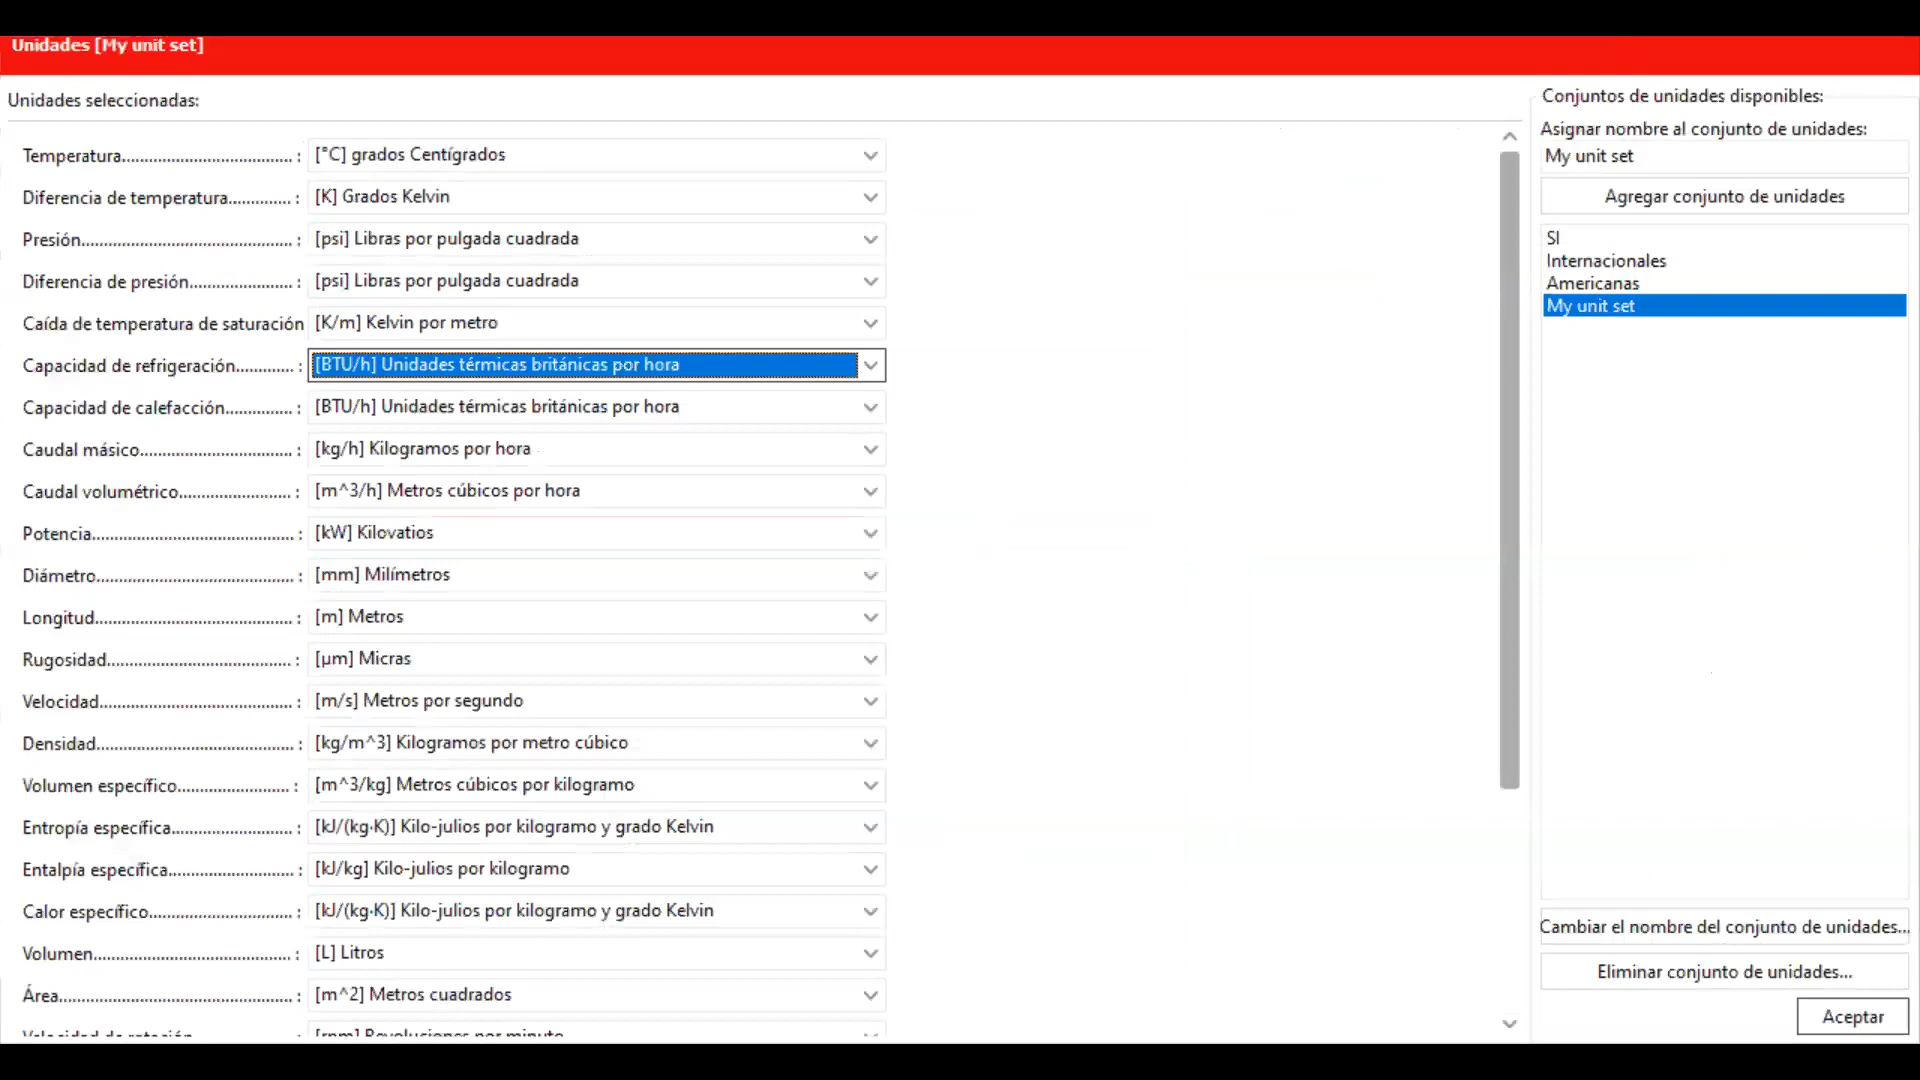 Unidades [My unit set]
Unidades seleccionadas:
Temperatura.................................... : [°C] grados Centígrados
Diferencia de temperatura............. : [K] Grados Kelvin
Presión............................................ : [psi] Libras por pulgada cuadrada
Diferencia de presión..................... : [psi] Libras por pulgada cuadrada
Caída de temperatura de saturación [K/m] Kelvin por metro
Capacidad de refrigeración............ : [BTU/h] Unidades térmicas británicas por hora
Capacidad de calefacción.............. : [BTU/h] Unidades térmicas británicas por hora
Caudal másico................................ : [kg/h] Kilogramos por hora
Caudal volumétrico....................... : [m^3/h] Metros cúbicos por hora
Potencia.......................................... : [kW] Kilovatios
Diámetro......................................... : [mm] Milímetros
Longitud......................................... : [m] Metros
Rugosidad...................................... : [µm] Micras
Velocidad........................................ : [m/s] Metros por segundo
Densidad......................................... : [kg/m^3] Kilogramos por metro cúbico
Volumen específico....................... : [m^3/kg] Metros cúbicos por kilogramo
Entropía específica......................... : [kJ/(kg·K)] Kilo-julios por kilogramo y grado Kelvin
Entalpía específica.......................... : [kJ/kg] Kilo-julios por kilogramo
Calor específico.............................. : [kJ/(kg·K)] Kilo-julios por kilogramo y grado Kelvin
Volumen......................................... : [L] Litros
Área................................................. : [m^2] Metros cuadrados
Velocidad de rotación : [rpm] Revoluciones por minuto
Conjuntos de unidades disponibles:
Asignar nombre al conjunto de unidades:
My unit set
Agregar conjunto de unidades
SI
Internacionales
Americanas
My unit set
Cambiar el nombre del conjunto de unidades...
Eliminar conjunto de unidades...
Aceptar